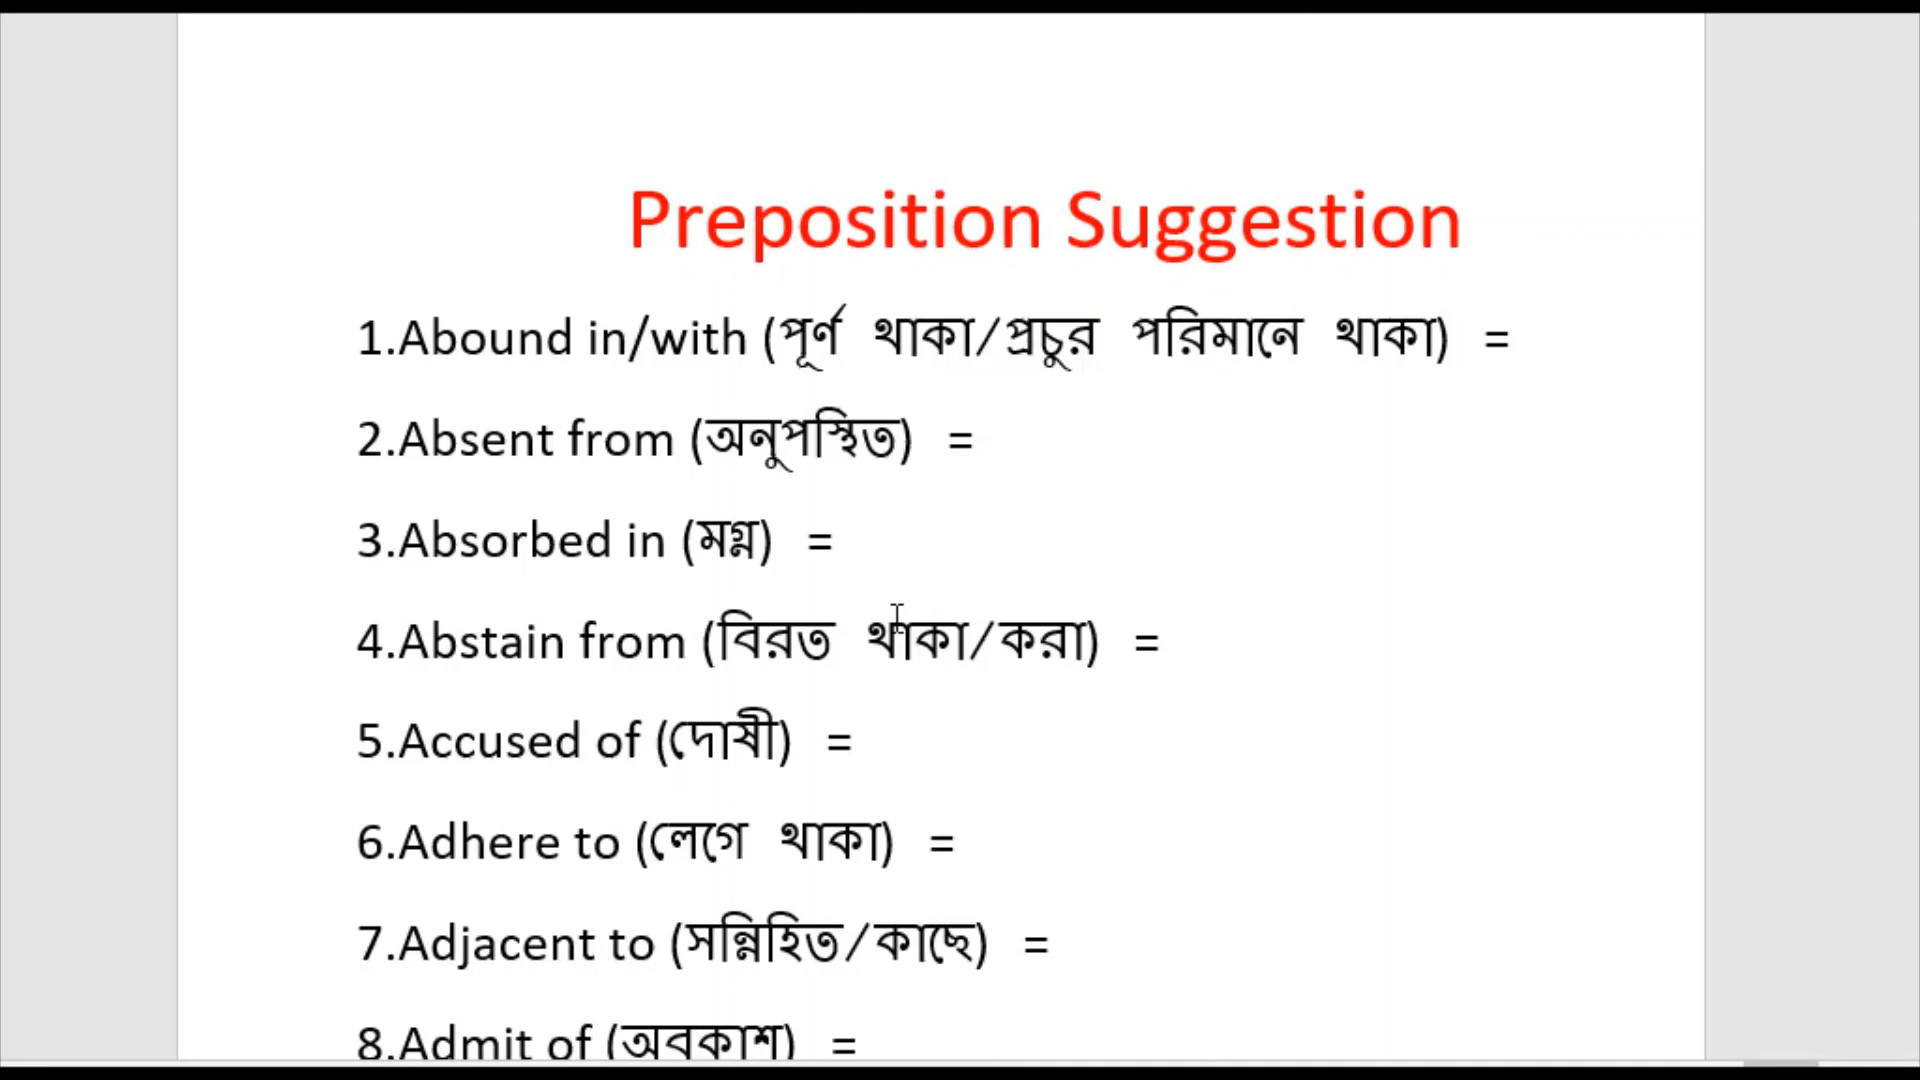 Preposition Suggestion
1.Abound in/with (পূর্ণ থাকা/প্রচুর পরিমানে থাকা) =
2.Absent from (অনুপস্থিত) =
3.Absorbed in (মগ্ন) =
4.Abstain from (বিরত থাকা/করা) =
5.Accused of (দোষী) =
6.Adhere to (লেগে থাকা) =
7.Adjacent to (সন্নিহিত/কাছে) =
8.Admit of (অবকাশ) =